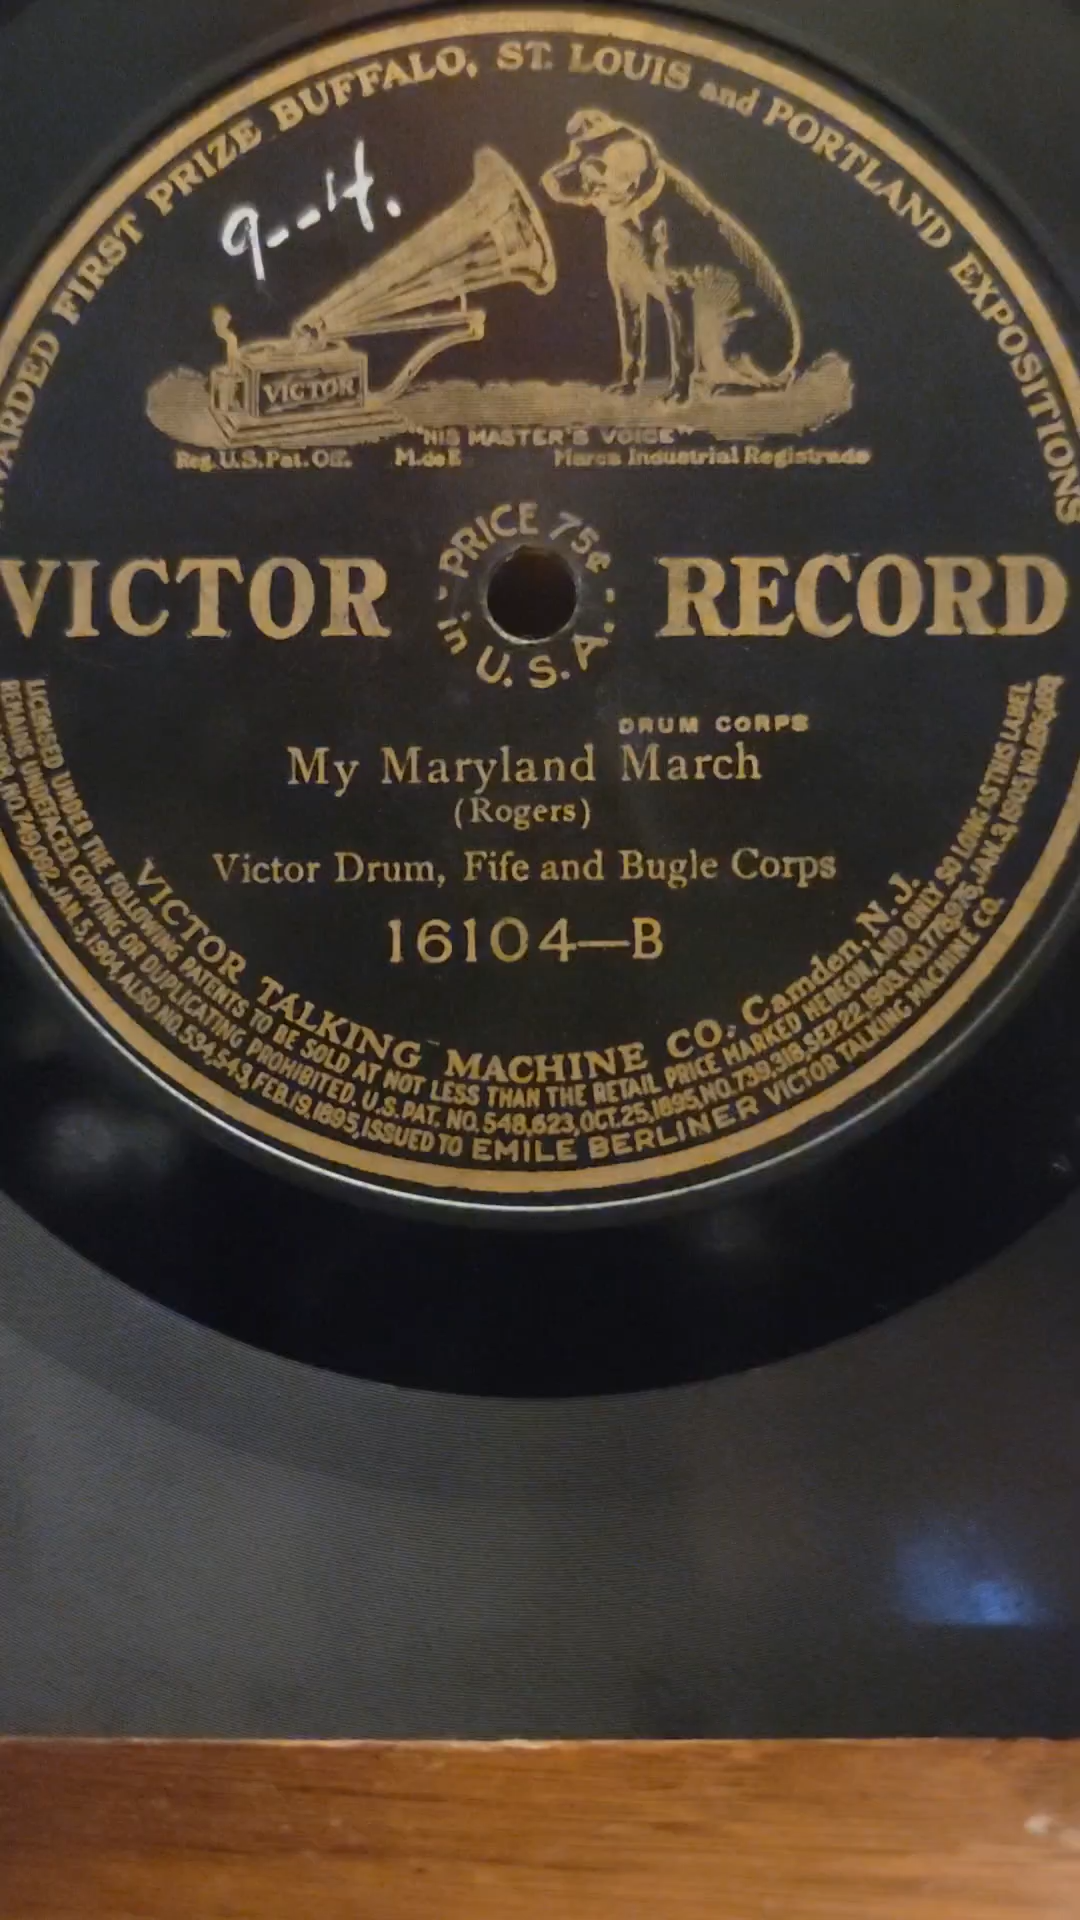 AWARDED FIRST PRIZE BUFFALO, ST. LOUIS and PORTLAND EXPOSITIONS
9--4.
VICTOR
"HIS MASTER'S VOICE"
Reg. U.S. Pat. Off. M. de F. Marca Industrial Registrada
PRICE 75¢
VICTOR RECORD
in U.S.A.
DRUM CORPS
My Maryland March
(Rogers)
Victor Drum, Fife and Bugle Corps
16104—B
VICTOR TALKING MACHINE CO. Camden, N.J.
LICENSED UNDER THE FOLLOWING PATENTS TO BE SOLD AT NOT LESS THAN THE RETAIL PRICE MARKED HEREON, AND ONLY SO LONG AS THIS LABEL
REMAINS UNDEFACED. COPYING OR DUPLICATING PROHIBITED. U.S. PAT. NO. 548,623, OCT. 25, 1895, NO. 739,318, SEP. 22, 1903, NO. 778,975, JAN. 3, 1905
NO. 749,092, JAN. 5, 1904, ALSO NO. 534,543, FEB. 19, 1895, ISSUED TO EMILE BERLINER VICTOR TALKING MACHINE CO.